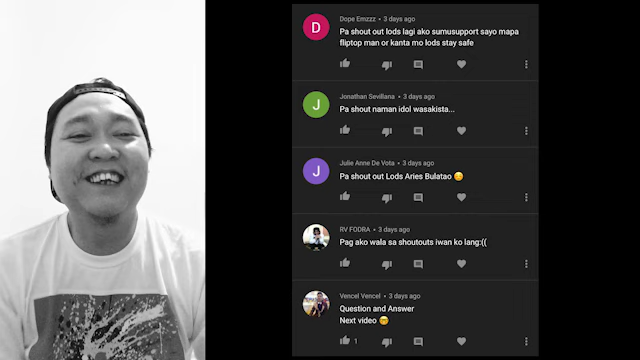 D
Dope Emzzz • 3 days ago
Pa shout out lods lagi ako sumusupport sayo mapa
fliptop man or kanta mo lods stay safe
J
Jonathan Sevillana • 3 days ago
Pa shout naman idol wasakista...
J
Julie Anne De Vota • 3 days ago
Pa shout out Lods Aries Bulatao 😊
RV FODRA • 3 days ago
Pag ako wala sa shoutouts iwan ko lang:((
Vencel Vencel • 3 days ago
Question and Answer
Next video 🤓
1